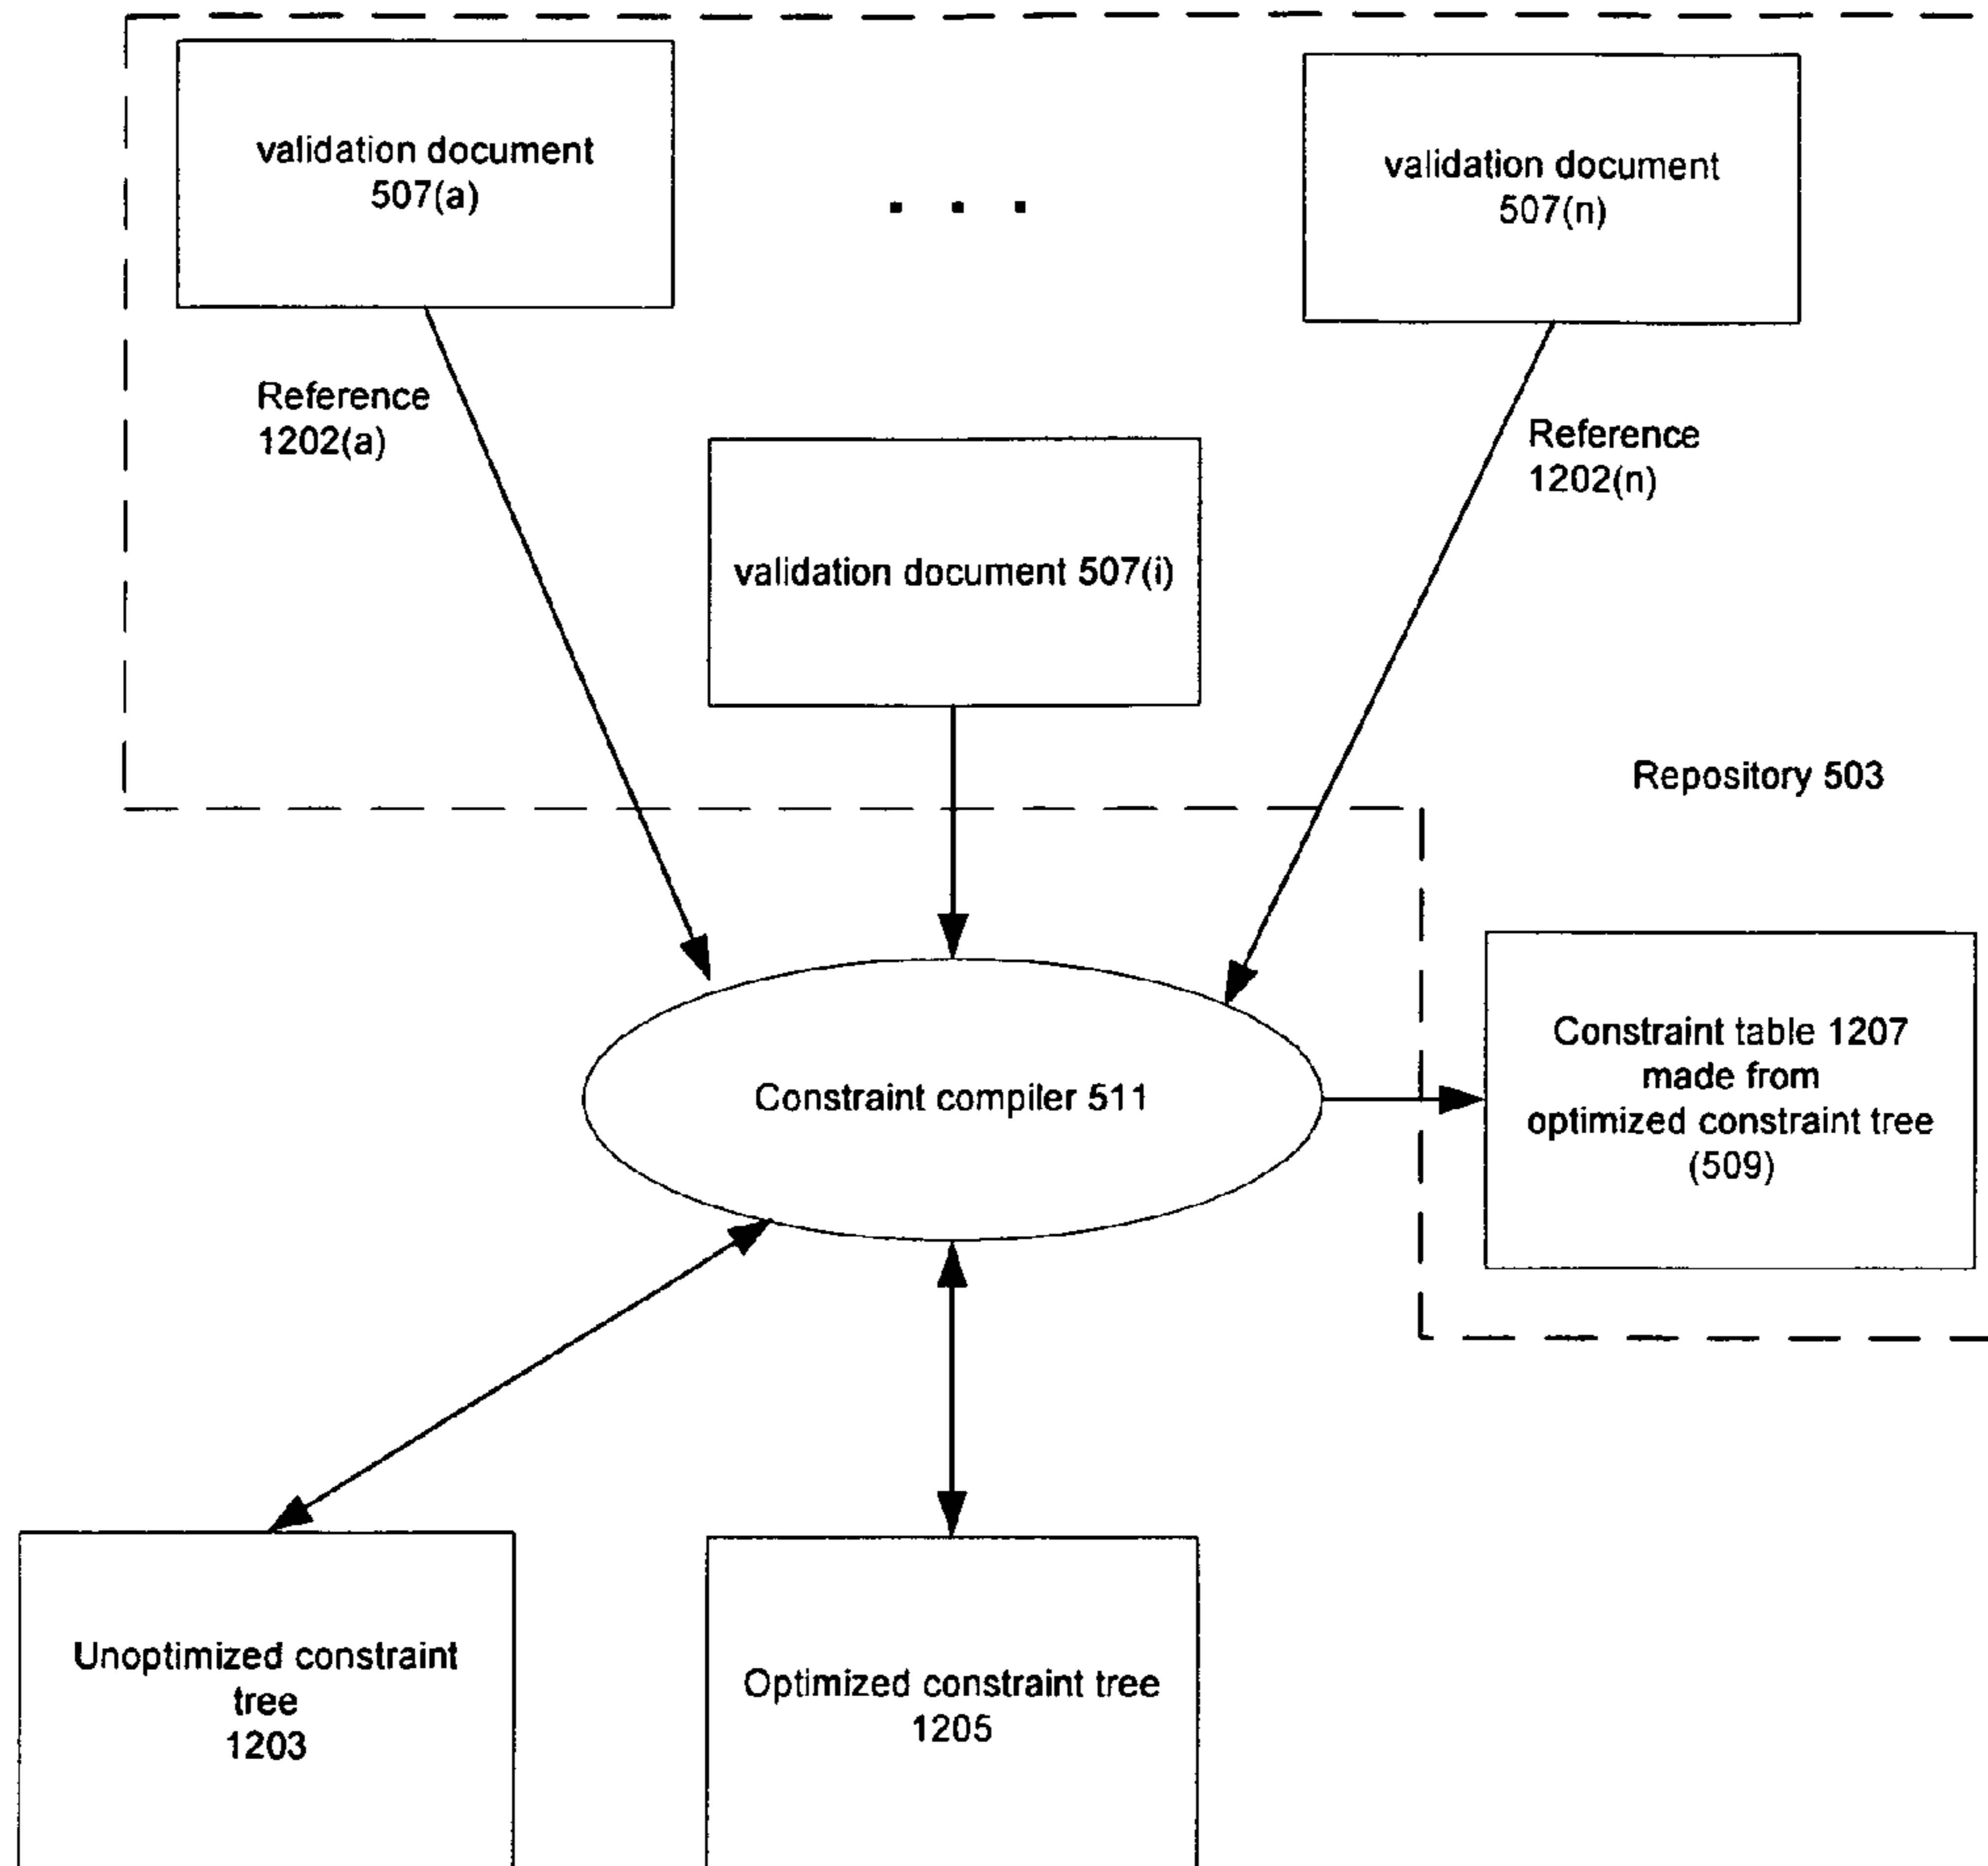 validation document
507(a)
. . .
validation document
507(n)
Reference
1202(a)
Reference
1202(n)
validation document 507(i)
Repository 503
Constraint table 1207
made from
optimized constraint tree
(509)
Constraint compiler 511
Unoptimized constraint
tree
1203
Optimized constraint tree
1205